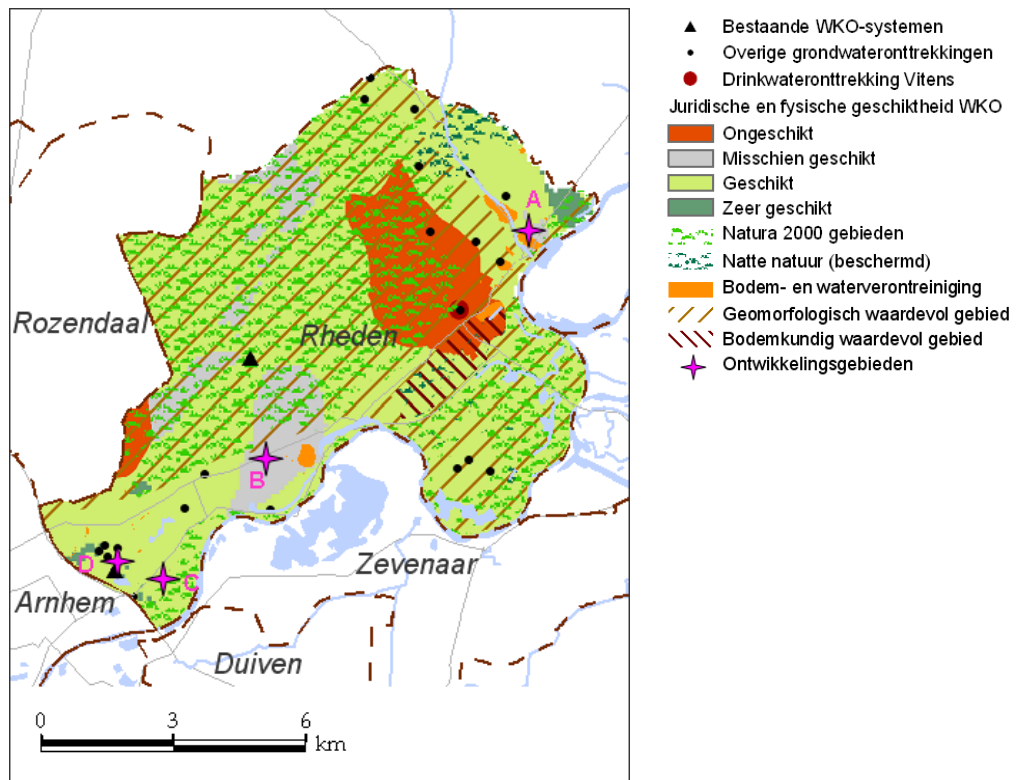 Bestaande WKO-systemen
Overige grondwateronttrekkingen
Drinkwateronttrekking Vitens
Juridische en fysische geschiktheid WKO
Ongeschikt
Misschien geschikt
Geschikt
Zeer geschikt
Natura 2000 gebieden
Natte natuur (beschermd)
Bodem- en waterverontreiniging
Geomorfologisch waardevol gebied
Bodemkundig waardevol gebied
Ontwikkelingsgebieden
A
Rozendaal
Rheden
B
D
C
Zevenaar
Arnhem
Duiven
0 3 6
km